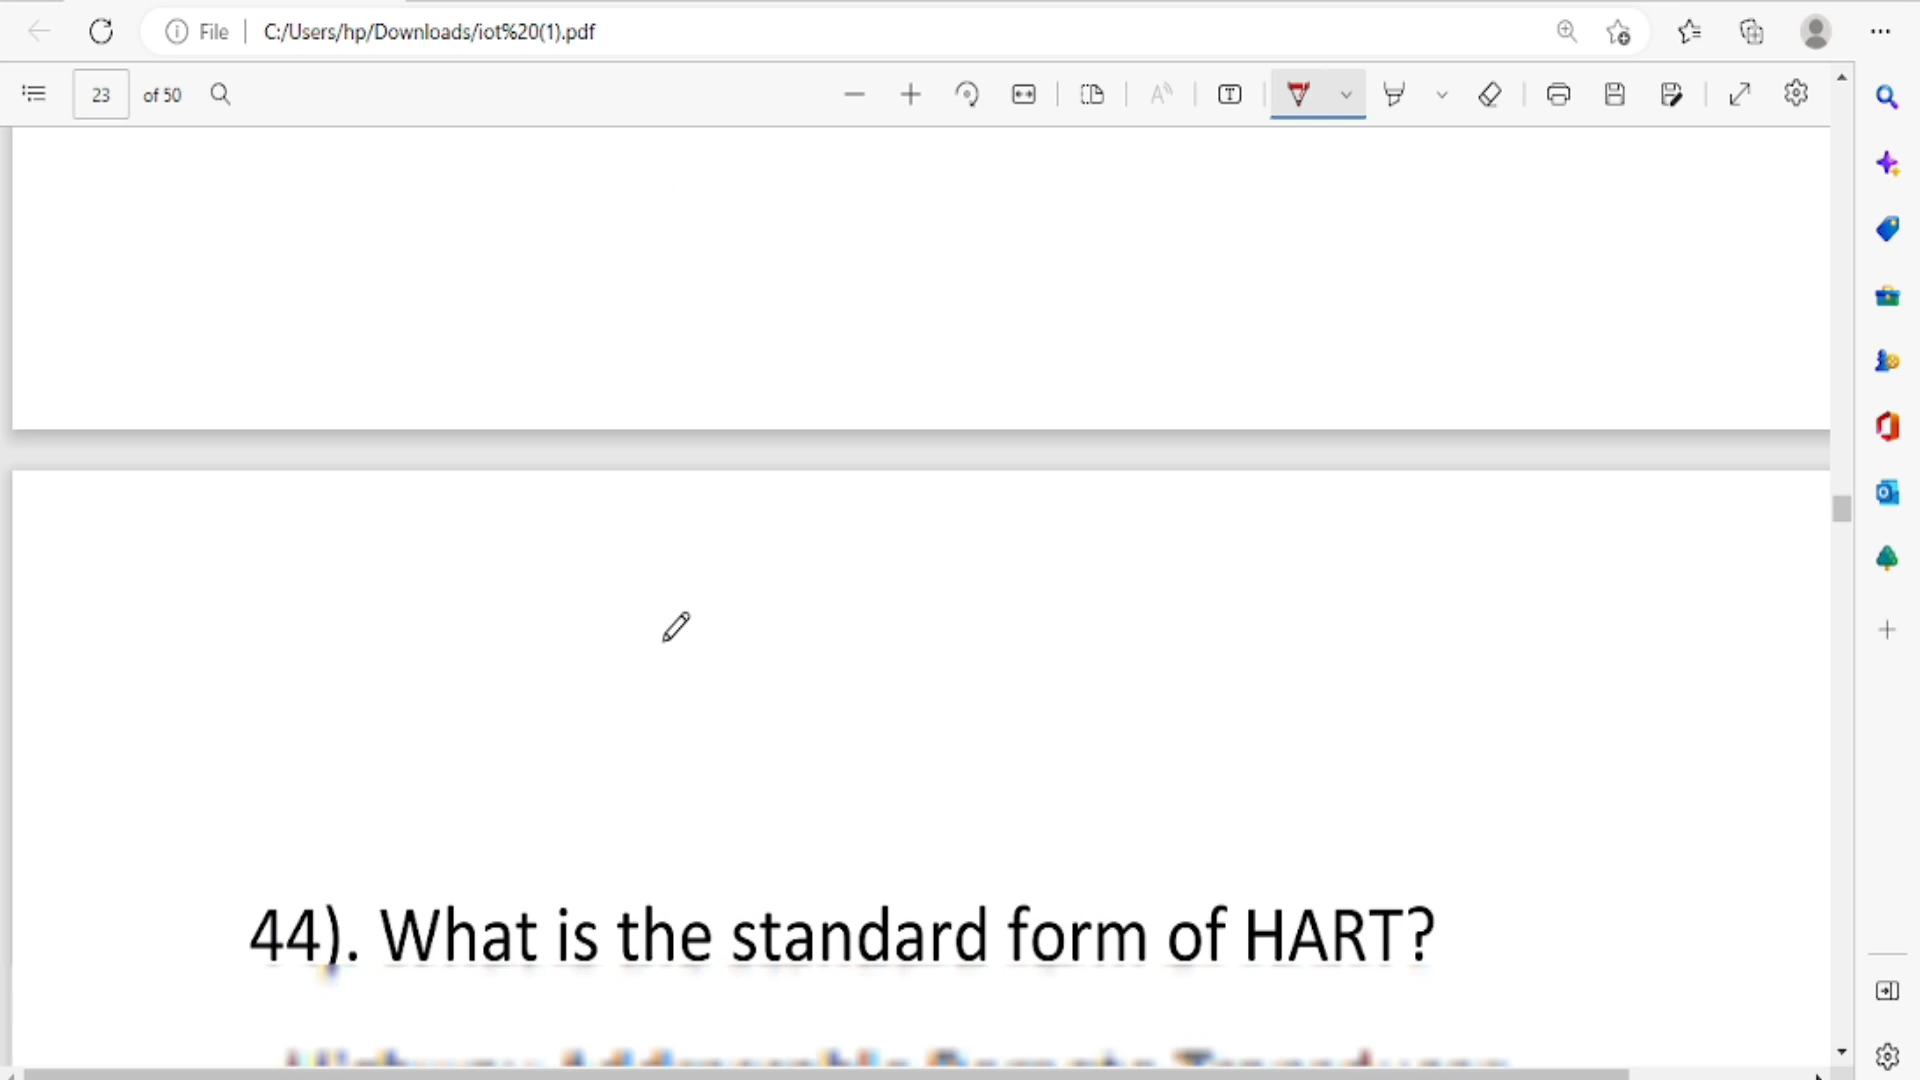 File
C:/Users/hp/Downloads/iot%20(1).pdf
23 of 50
44). What is the standard form of HART?